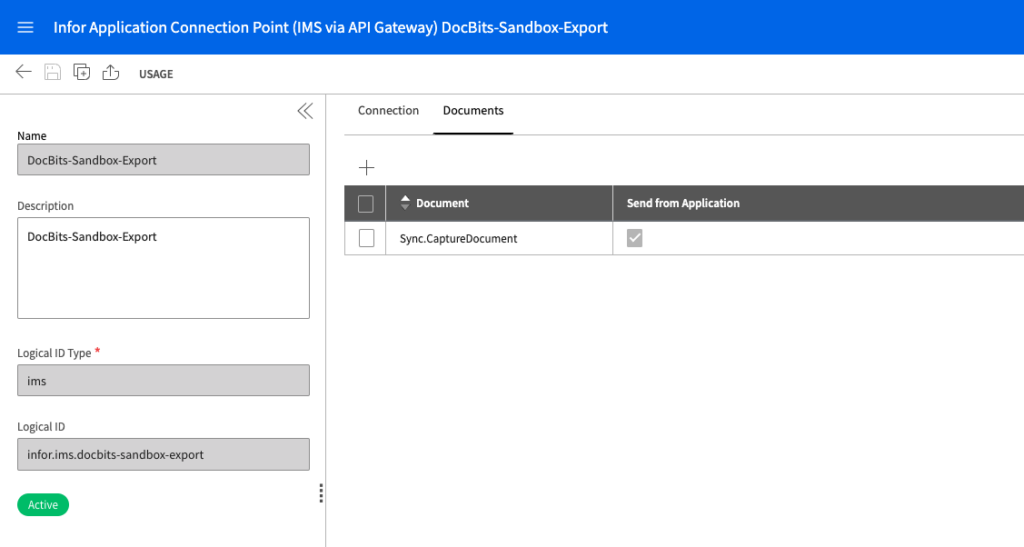 Infor Application Connection Point (IMS via API Gateway) DocBits-Sandbox-Export
USAGE
Name
DocBits-Sandbox-Export
Description
DocBits-Sandbox-Export
Logical ID Type *
ims
Logical ID
infor.ims.docbits-sandbox-export
Active
Connection Documents
Document Send from Application
Sync.CaptureDocument